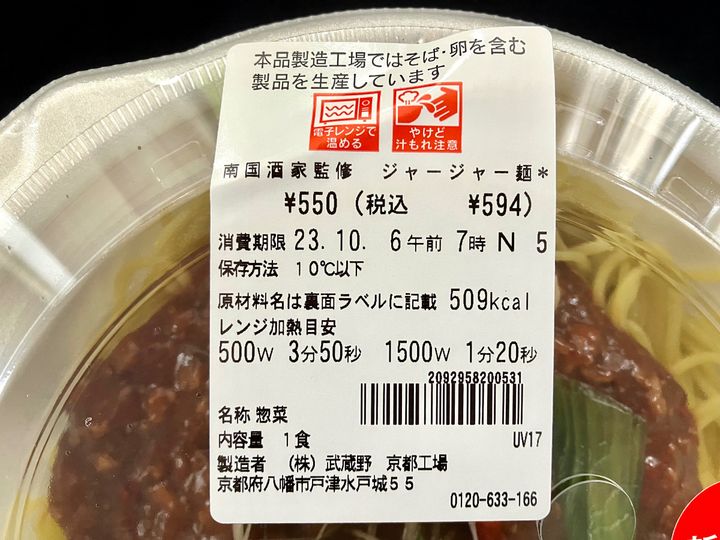 本品製造工場ではそば・卵を含む
製品を生産しています
電子レンジで
温める
やけど
汁もれ注意
南国酒家監修 ジャージャー麺*
¥550 (税込 ¥594)
消費期限 23.10. 6午前 7時 N 5
保存方法 10℃以下
原材料名は裏面ラベルに記載 509kcal
レンジ加熱目安
500W 3分50秒 1500W 1分20秒
2092958200531
名称 惣菜
内容量 1食
UV17
製造者 (株) 武蔵野 京都工場
京都府八幡市戸津水戸城55
0120-633-166